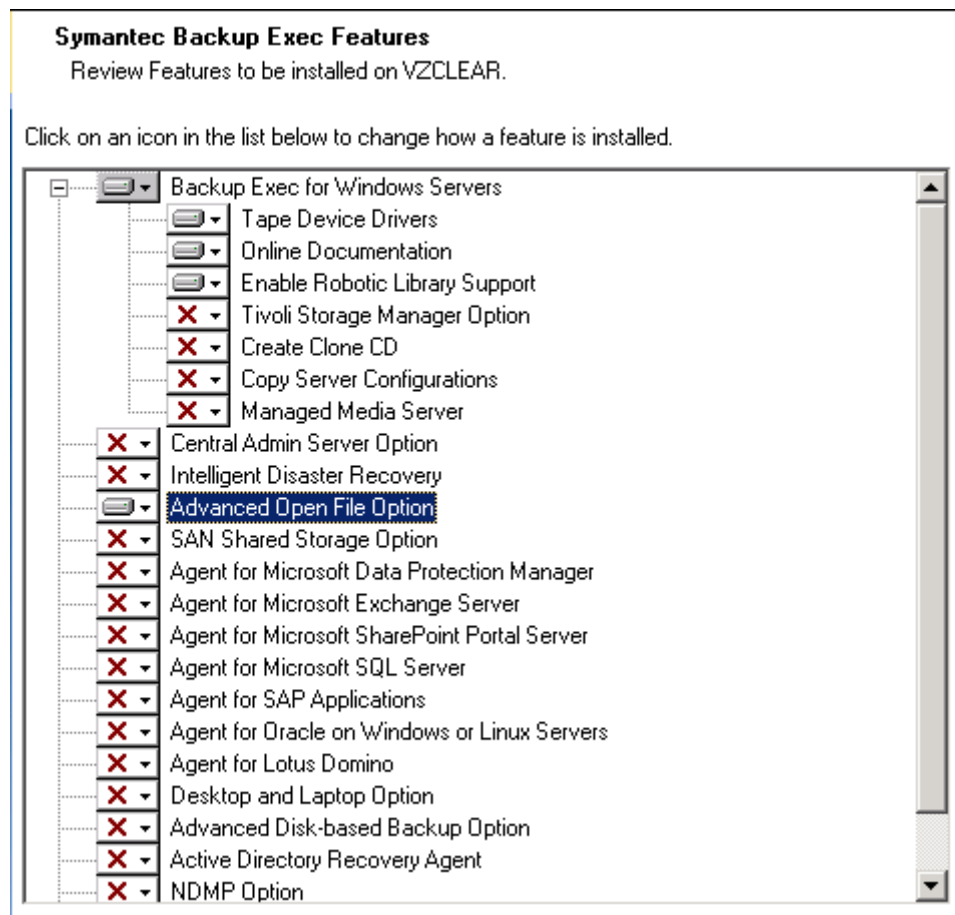 Symantec Backup Exec Features
Review Features to be installed on VZCLEAR.
Click on an icon in the list below to change how a feature is installed.
Backup Exec for Windows Servers
Tape Device Drivers
Online Documentation
Enable Robotic Library Support
Tivoli Storage Manager Option
Create Clone CD
Copy Server Configurations
Managed Media Server
Central Admin Server Option
Intelligent Disaster Recovery
Advanced Open File Option
SAN Shared Storage Option
Agent for Microsoft Data Protection Manager
Agent for Microsoft Exchange Server
Agent for Microsoft SharePoint Portal Server
Agent for Microsoft SQL Server
Agent for SAP Applications
Agent for Oracle on Windows or Linux Servers
Agent for Lotus Domino
Desktop and Laptop Option
Advanced Disk-based Backup Option
Active Directory Recovery Agent
NDMP Option